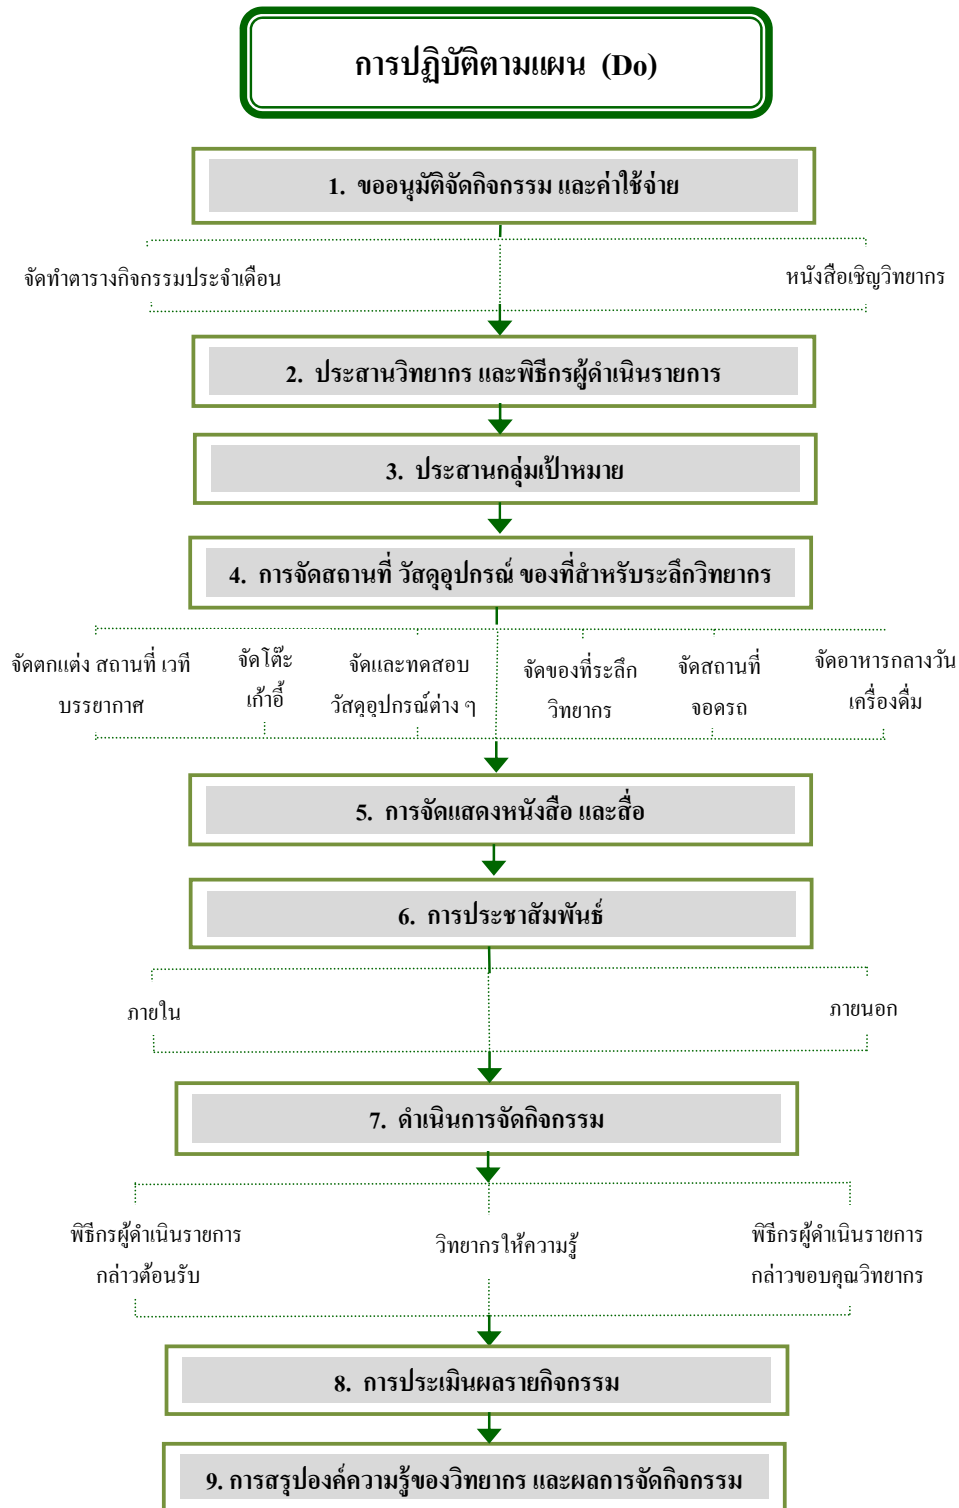 การปฏิบัติตามแผน (Do)
1. ขออนุมัติจัดกิจกรรม และค่าใช้จ่าย
จัดทำตารางกิจกรรมประจำเดือน
หนังสือเชิญวิทยากร
2. ประสานวิทยากร และพิธีกรผู้ดำเนินรายการ
3. ประสานกลุ่มเป้าหมาย
4. การจัดสถานที่ วัสดุอุปกรณ์ ของที่สำหรับระลึกวิทยากร
จัดตกแต่ง สถานที่ เวที
บรรยากาศ
จัดโต๊ะ
เก้าอี้
จัดและทดสอบ
วัสดุอุปกรณ์ต่าง ๆ
จัดของที่ระลึก
วิทยากร
จัดสถานที่
จอดรถ
จัดอาหารกลางวัน
เครื่องดื่ม
5. การจัดแสดงหนังสือ และสื่อ
6. การประชาสัมพันธ์
ภายใน
ภายนอก
7. ดำเนินการจัดกิจกรรม
พิธีกรผู้ดำเนินรายการ
กล่าวต้อนรับ
วิทยากรให้ความรู้
พิธีกรผู้ดำเนินรายการ
กล่าวขอบคุณวิทยากร
8. การประเมินผลรายกิจกรรม
9. การสรุปองค์ความรู้ของวิทยากร และผลการจัดกิจกรรม